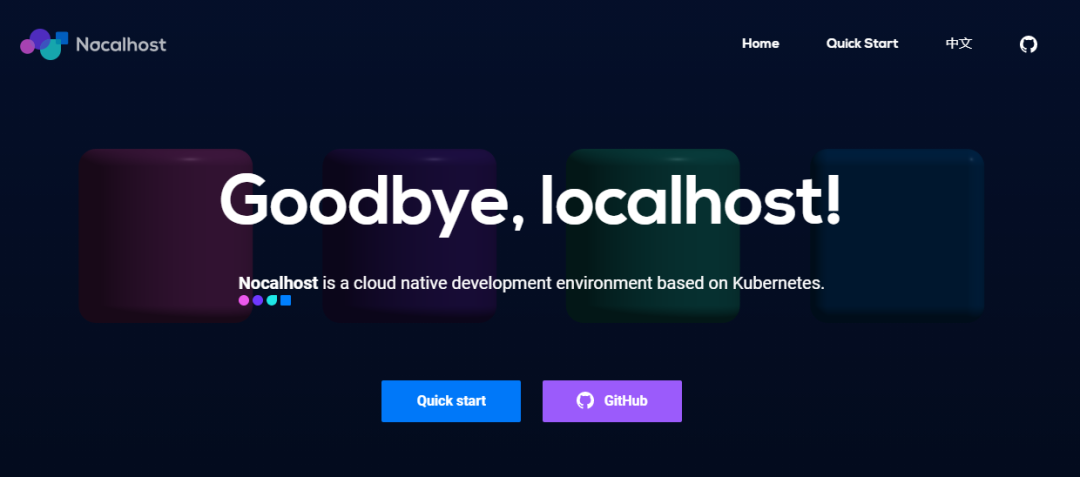 Nocalhost
Home
Quick Start
中文
Goodbye, localhost!
Nocalhost is a cloud native development environment based on Kubernetes.
Quick start
GitHub